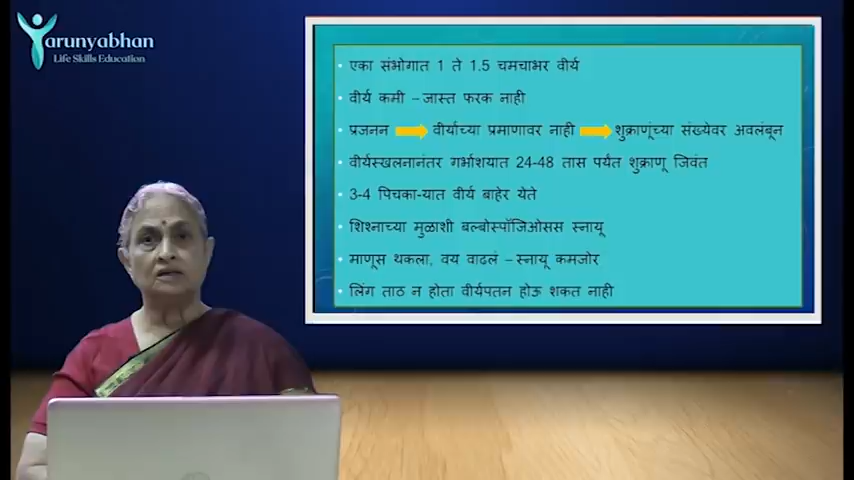 Tarunyabhan
Life Skills Education
एका संभोगात 1 ते 1.5 चमचाभर वीर्य
वीर्य कमी – जास्त फरक नाही
प्रजनन वीर्याच्या प्रमाणावर नाही शुक्राणूंच्या संख्येवर अवलंबून
वीर्यस्खलनानंतर गर्भाशयात 24-48 तास पर्यंत शुक्राणू जिवंत
3-4 पिचका-यात वीर्य बाहेर येते
शिश्नाच्या मुळाशी बल्बोस्पॉंजिओसस स्नायू
माणूस थकला, वय वाढलं – स्नायू कमजोर
लिंग ताठ न होता वीर्यपतन होऊ शकत नाही